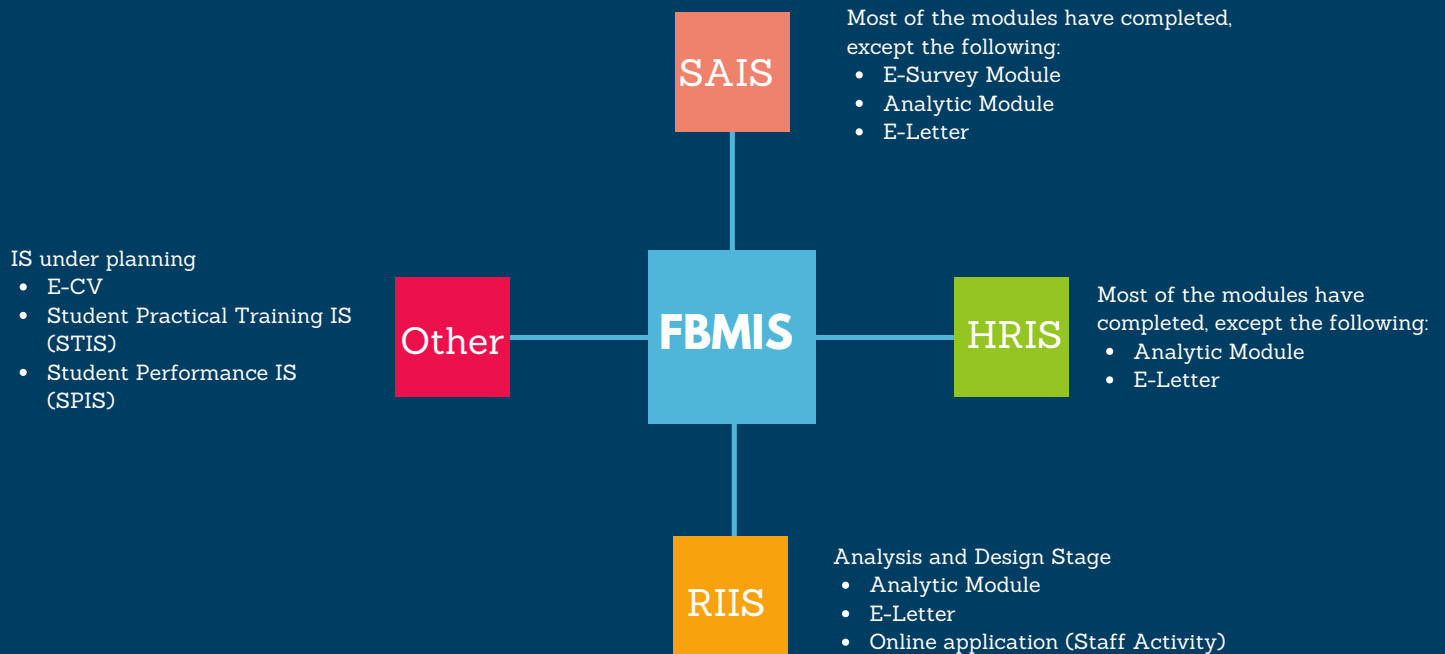 SAIS
Most of the modules have completed,
except the following:
• E-Survey Module
• Analytic Module
• E-Letter
IS under planning
• E-CV
• Student Practical Training IS
(STIS)
• Student Performance IS
(SPIS)
Other
FBMIS
HRIS
Most of the modules have
completed, except the following:
• Analytic Module
• E-Letter
RIIS
Analysis and Design Stage
• Analytic Module
• E-Letter
• Online application (Staff Activity)